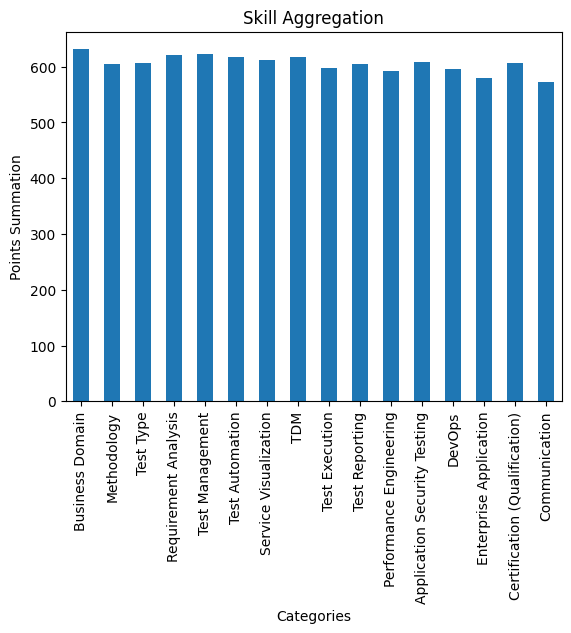 Skill Aggregation
Points Summation
600
500
400
300
200
100
0
Business Domain
Methodology
Test Type
Requirement Analysis
Test Management
Test Automation
Service Visualization
TDM
Test Execution
Test Reporting
Performance Engineering
Application Security Testing
DevOps
Enterprise Application
Certification (Qualification)
Communication
Categories